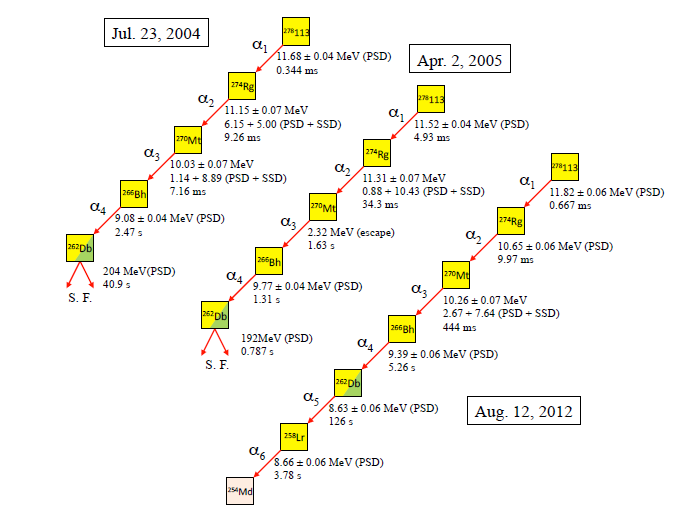 Jul. 23, 2004
²⁷⁸113
α₁
11.68 ± 0.04 MeV (PSD)
0.344 ms
²⁷⁴Rg
α₂
11.15 ± 0.07 MeV
6.15 + 5.00 (PSD + SSD)
9.26 ms
²⁷⁰Mt
α₃
10.03 ± 0.07 MeV
1.14 + 8.89 (PSD + SSD)
7.16 ms
²⁶⁶Bh
α₄
9.08 ± 0.04 MeV (PSD)
2.47 s
²⁶²Db
204 MeV(PSD)
40.9 s
S. F.
Apr. 2, 2005
²⁷⁸113
α₁
11.52 ± 0.04 MeV (PSD)
4.93 ms
²⁷⁴Rg
α₂
11.31 ± 0.07 MeV
0.88 + 10.43 (PSD + SSD)
34.3 ms
²⁷⁰Mt
α₃
2.32 MeV (escape)
1.63 s
²⁶⁶Bh
α₄
9.77 ± 0.04 MeV (PSD)
1.31 s
²⁶²Db
192MeV (PSD)
0.787 s
S. F.
²⁷⁸113
α₁
11.82 ± 0.06 MeV (PSD)
0.667 ms
²⁷⁴Rg
α₂
10.65 ± 0.06 MeV (PSD)
9.97 ms
²⁷⁰Mt
α₃
10.26 ± 0.07 MeV
2.67 + 7.64 (PSD + SSD)
444 ms
²⁶⁶Bh
α₄
9.39 ± 0.06 MeV (PSD)
5.26 s
²⁶²Db
α₅
8.63 ± 0.06 MeV (PSD)
126 s
²⁵⁸Lr
α₆
8.66 ± 0.06 MeV (PSD)
3.78 s
²⁵⁴Md
Aug. 12, 2012